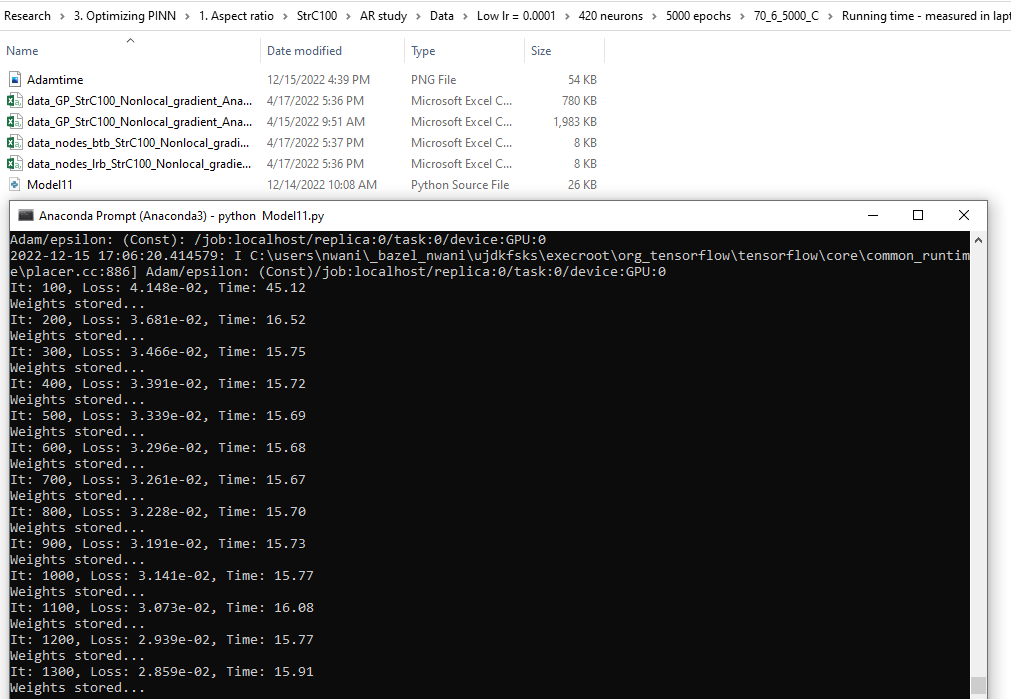 Research > 3. Optimizing PINN > 1. Aspect ratio > StrC100 > AR study > Data > Low lr = 0.0001 > 420 neurons > 5000 epochs > 70_6_5000_C > Running time - measured in lapt
Name Date modified Type Size
Adamtime 12/15/2022 4:39 PM PNG File 54 KB
data_GP_StrC100_Nonlocal_gradient_Ana... 4/17/2022 5:36 PM Microsoft Excel C... 780 KB
data_GP_StrC100_Nonlocal_gradient_Ana... 4/15/2022 9:51 AM Microsoft Excel C... 1,983 KB
data_nodes_btb_StrC100_Nonlocal_gradi... 4/17/2022 5:37 PM Microsoft Excel C... 8 KB
data_nodes_lrb_StrC100_Nonlocal_gradie... 4/17/2022 5:36 PM Microsoft Excel C... 8 KB
Model11 12/14/2022 10:08 AM Python Source File 26 KB
Anaconda Prompt (Anaconda3) - python Model11.py
Adam/epsilon: (Const): /job:localhost/replica:0/task:0/device:GPU:0
2022-12-15 17:06:20.414579: I C:\users\nwani\_bazel_nwani\ujdkfsks\execroot\org_tensorflow\tensorflow\core\common_runtim
e\placer.cc:886] Adam/epsilon: (Const)/job:localhost/replica:0/task:0/device:GPU:0
It: 100, Loss: 4.148e-02, Time: 45.12
Weights stored...
It: 200, Loss: 3.681e-02, Time: 16.52
Weights stored...
It: 300, Loss: 3.466e-02, Time: 15.75
Weights stored...
It: 400, Loss: 3.391e-02, Time: 15.72
Weights stored...
It: 500, Loss: 3.339e-02, Time: 15.69
Weights stored...
It: 600, Loss: 3.296e-02, Time: 15.68
Weights stored...
It: 700, Loss: 3.261e-02, Time: 15.67
Weights stored...
It: 800, Loss: 3.228e-02, Time: 15.70
Weights stored...
It: 900, Loss: 3.191e-02, Time: 15.73
Weights stored...
It: 1000, Loss: 3.141e-02, Time: 15.77
Weights stored...
It: 1100, Loss: 3.073e-02, Time: 16.08
Weights stored...
It: 1200, Loss: 2.939e-02, Time: 15.77
Weights stored...
It: 1300, Loss: 2.859e-02, Time: 15.91
Weights stored...